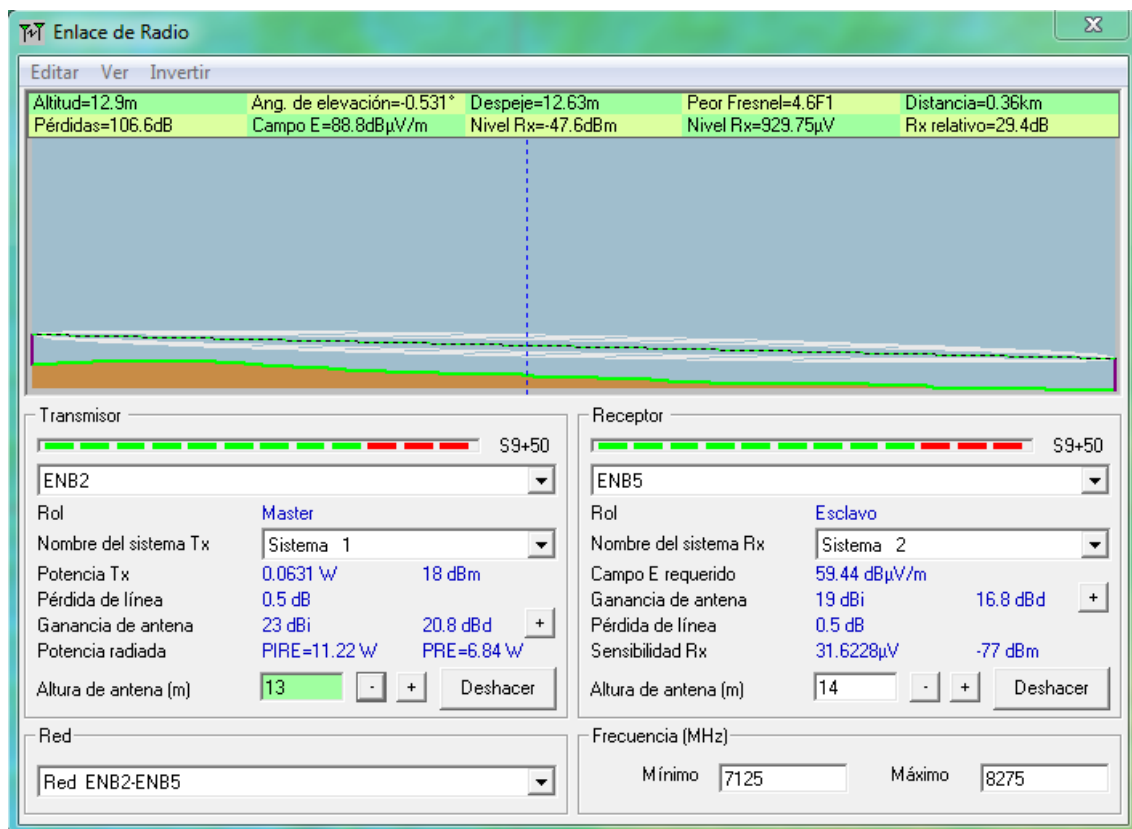 Enlace de Radio
Editar Ver Invertir
Altitud=12.9m Ang. de elevación=-0.531° Despeje=12.63m Peor Fresnel=4.6F1 Distancia=0.36km
Pérdidas=106.6dB Campo E=88.8dBµV/m Nivel Rx=-47.6dBm Nivel Rx=929.75µV Rx relativo=29.4dB
Transmisor
S9+50
ENB2
Rol Master
Nombre del sistema Tx Sistema 1
Potencia Tx 0.0631 W 18 dBm
Pérdida de línea 0.5 dB
Ganancia de antena 23 dBi 20.8 dBd +
Potencia radiada PIRE=11.22 W PRE=6.84 W
Altura de antena (m) 13 - + Deshacer
Red
Red ENB2-ENB5
Receptor
S9+50
ENB5
Rol Esclavo
Nombre del sistema Rx Sistema 2
Campo E requerido 59.44 dBµV/m
Ganancia de antena 19 dBi 16.8 dBd +
Pérdida de línea 0.5 dB
Sensibilidad Rx 31.6228µV -77 dBm
Altura de antena (m) 14 - + Deshacer
Frecuencia (MHz)
Mínimo 7125 Máximo 8275